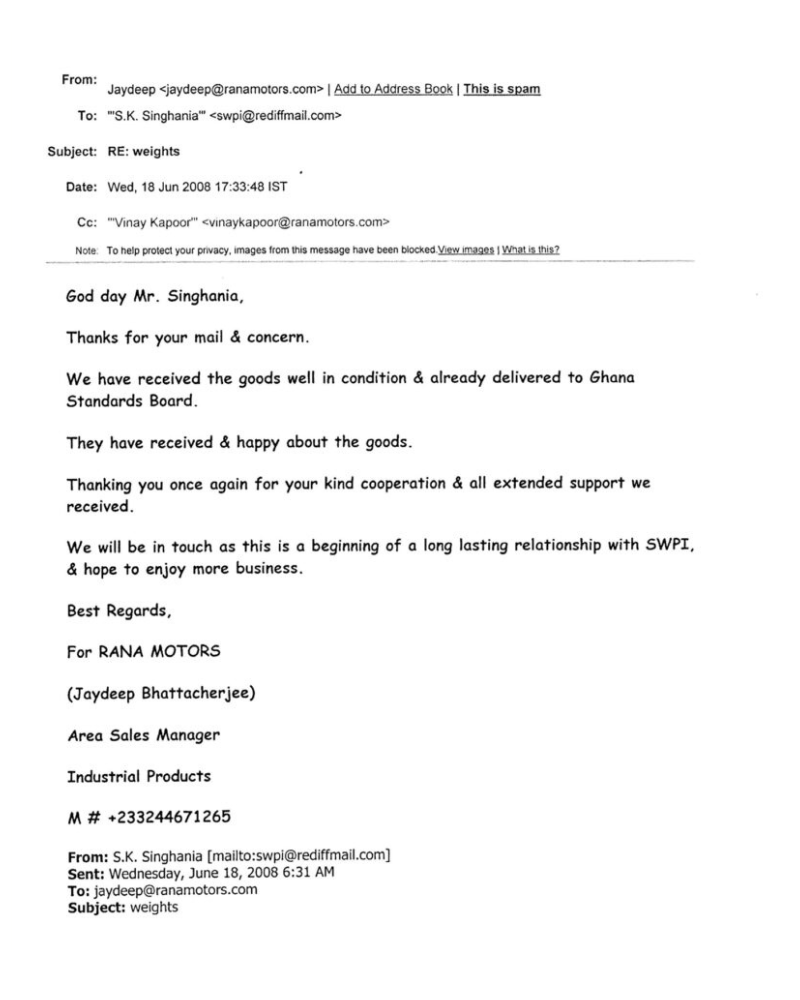 From:
Jaydeep <jaydeep@ranamotors.com> | Add to Address Book | This is spam
To: "'S.K. Singhania'" <swpi@rediffmail.com>
Subject: RE: weights
Date: Wed, 18 Jun 2008 17:33:48 IST
Cc: "'Vinay Kapoor'" <vinaykapoor@ranamotors.com>
Note: To help protect your privacy, images from this message have been blocked.View images | What is this?
God day Mr. Singhania,
Thanks for your mail & concern.
We have received the goods well in condition & already delivered to Ghana
Standards Board.
They have received & happy about the goods.
Thanking you once again for your kind cooperation & all extended support we
received.
We will be in touch as this is a beginning of a long lasting relationship with SWPI,
& hope to enjoy more business.
Best Regards,
For RANA MOTORS
(Jaydeep Bhattacherjee)
Area Sales Manager
Industrial Products
M # +233244671265
From: S.K. Singhania [mailto:swpi@rediffmail.com]
Sent: Wednesday, June 18, 2008 6:31 AM
To: jaydeep@ranamotors.com
Subject: weights